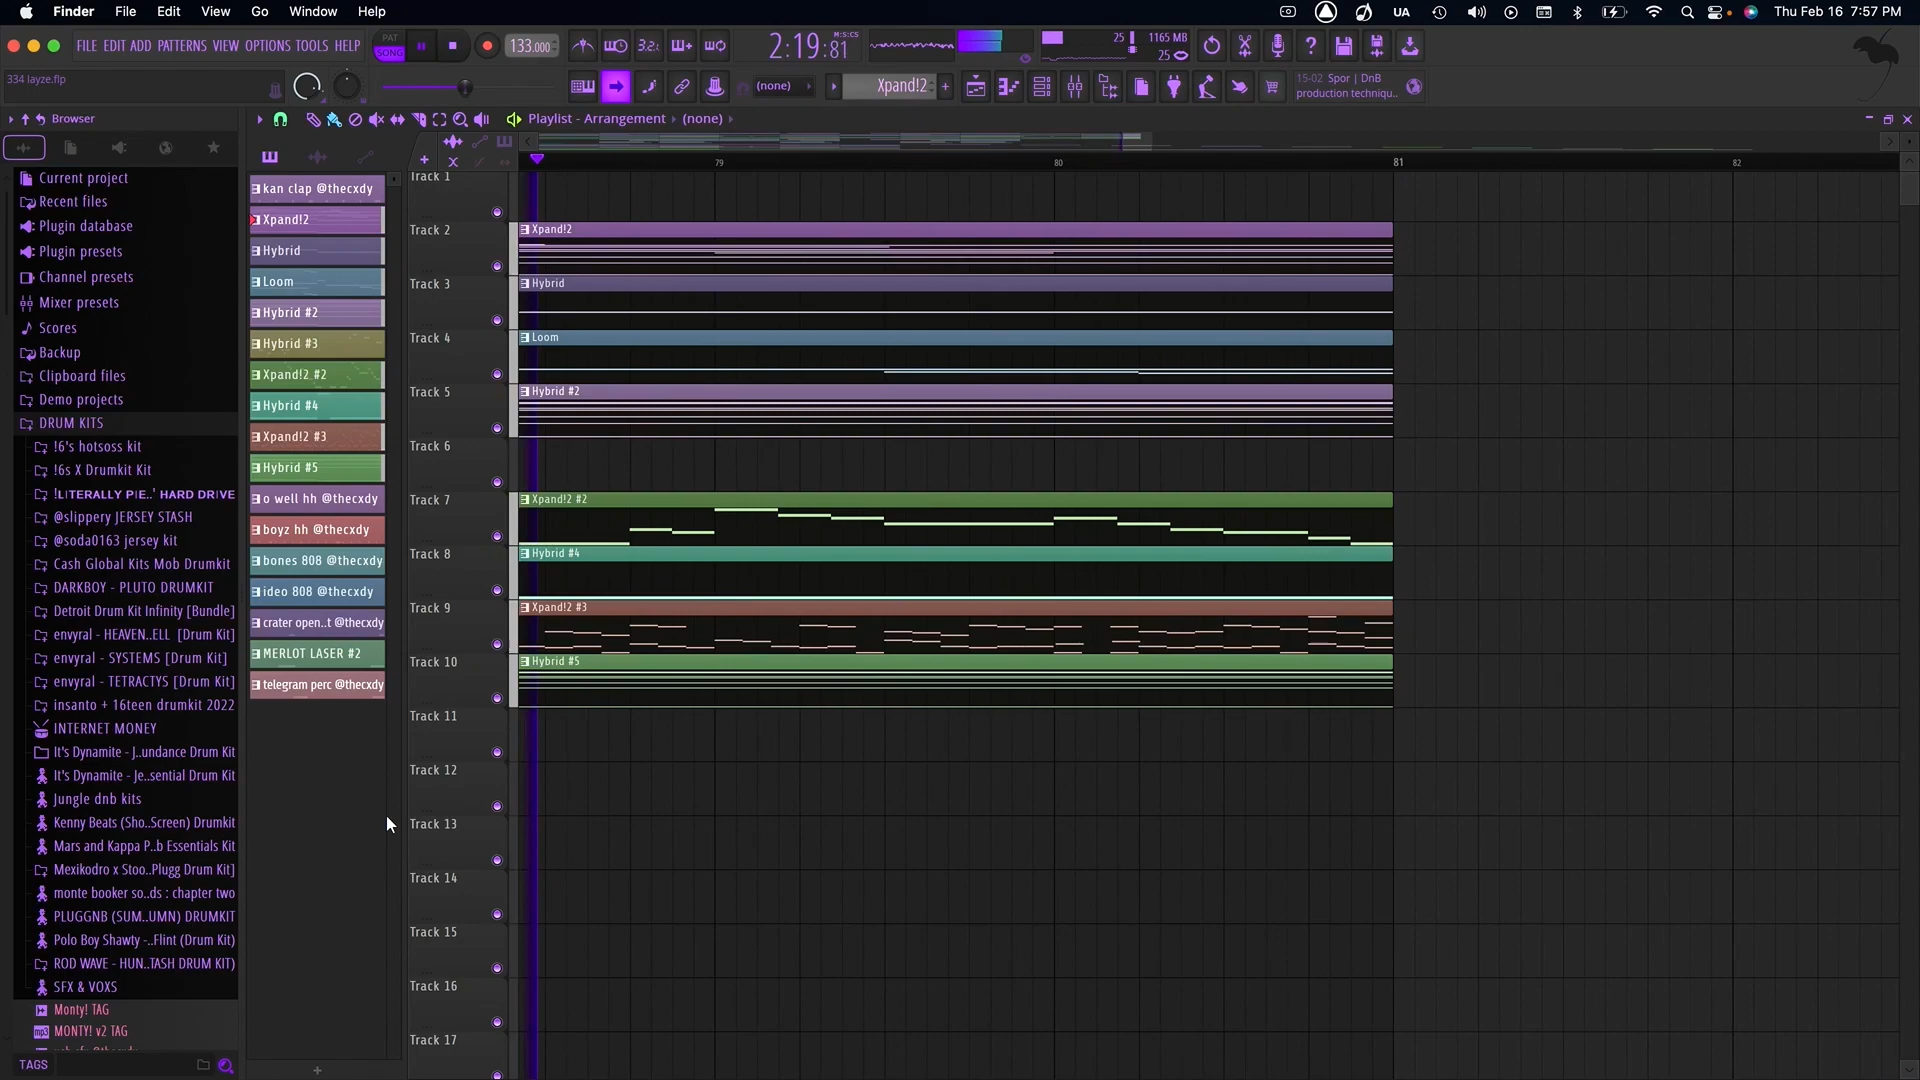 Finder File Edit View Go Window Help
UA Thu Feb 16 7:57 PM
FILE EDIT ADD PATTERNS VIEW OPTIONS TOOLS HELP
PAT
SONG
133.000
3.2.
2:19:81
M:S:CS
25
1165 MB
25
334 layze.flp
(none)
Xpand!2
15-02 Spor | DnB
production techniqu..
Browser
Playlist - Arrangement
(none)
79
80
81
82
Current project
Recent files
Plugin database
Plugin presets
Channel presets
Mixer presets
Scores
Backup
Clipboard files
Demo projects
DRUM KITS
!6's hotsoss kit
!6s X Drumkit Kit
!LITERALLY PIE..' HARD DRIVE
@slippery JERSEY STASH
@soda0163 jersey kit
Cash Global Kits Mob Drumkit
DARKBOY - PLUTO DRUMKIT
Detroit Drum Kit Infinity [Bundle]
envyral - HEAVEN..ELL [Drum Kit]
envyral - SYSTEMS [Drum Kit]
envyral - TETRACTYS [Drum Kit]
insanto + 16teen drumkit 2022
INTERNET MONEY
It's Dynamite - J..undance Drum Kit
It's Dynamite - Je..sential Drum Kit
Jungle dnb kits
Kenny Beats (Sho..Screen) Drumkit
Mars and Kappa P..b Essentials Kit
Mexikodro x Stoo..Plugg Drum Kit]
monte booker so..ds : chapter two
PLUGGNB (SUM..UMN) DRUMKIT
Polo Boy Shawty -..Flint (Drum Kit)
ROD WAVE - HUN..TASH DRUM KIT)
SFX & VOXS
Monty! TAG
mp3 MONTY! v2 TAG
TAGS
kan clap @thecxdy
Xpand!2
Hybrid
Loom
Hybrid #2
Hybrid #3
Xpand!2 #2
Hybrid #4
Xpand!2 #3
Hybrid #5
o well hh @thecxdy
boyz hh @thecxdy
bones 808 @thecxdy
ideo 808 @thecxdy
crater open..t @thecxdy
MERLOT LASER #2
telegram perc @thecxdy
Track 1
Track 2
Xpand!2
Track 3
Hybrid
Track 4
Loom
Track 5
Hybrid #2
Track 6
Track 7
Xpand!2 #2
Track 8
Hybrid #4
Track 9
Xpand!2 #3
Track 10
Hybrid #5
Track 11
Track 12
Track 13
Track 14
Track 15
Track 16
Track 17